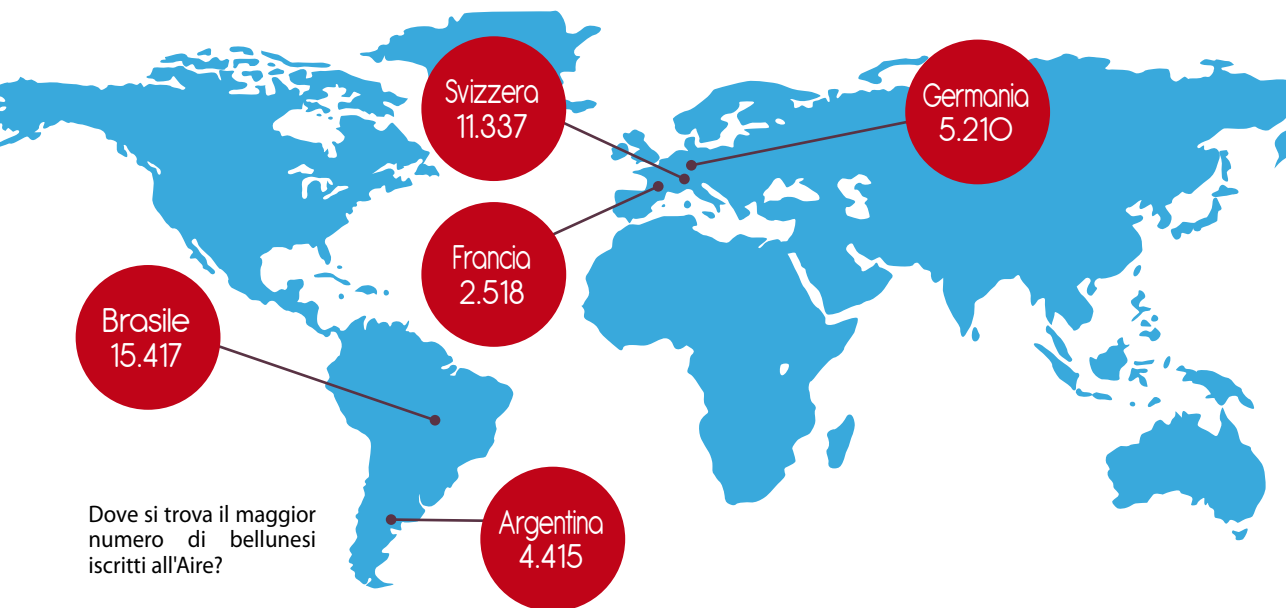 Svizzera
11.337
Germania
5.210
Francia
2.518
Brasile
15.417
Argentina
4.415
Dove si trova il maggior
numero di bellunesi
iscritti all'Aire?